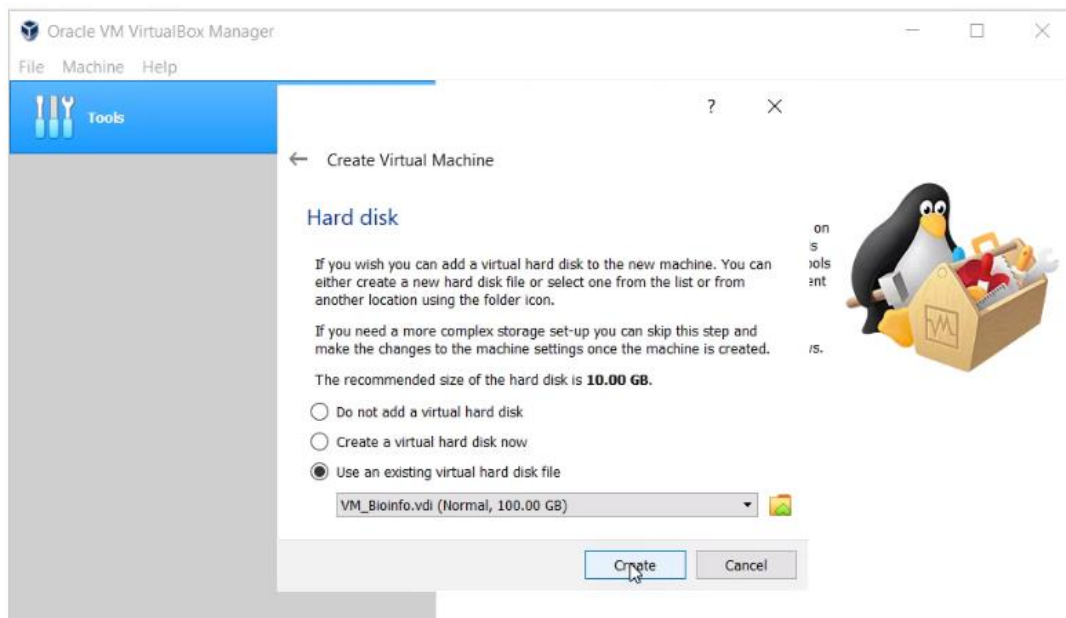 Oracle VM VirtualBox Manager
File Machine Help
Tools
?
Create Virtual Machine
Hard disk
If you wish you can add a virtual hard disk to the new machine. You can
either create a new hard disk file or select one from the list or from
another location using the folder icon.
If you need a more complex storage set-up you can skip this step and
make the changes to the machine settings once the machine is created.
The recommended size of the hard disk is 10.00 GB.
Do not add a virtual hard disk
Create a virtual hard disk now
Use an existing virtual hard disk file
VM_Bioinfo.vdi (Normal, 100.00 GB)
Create Cancel
on